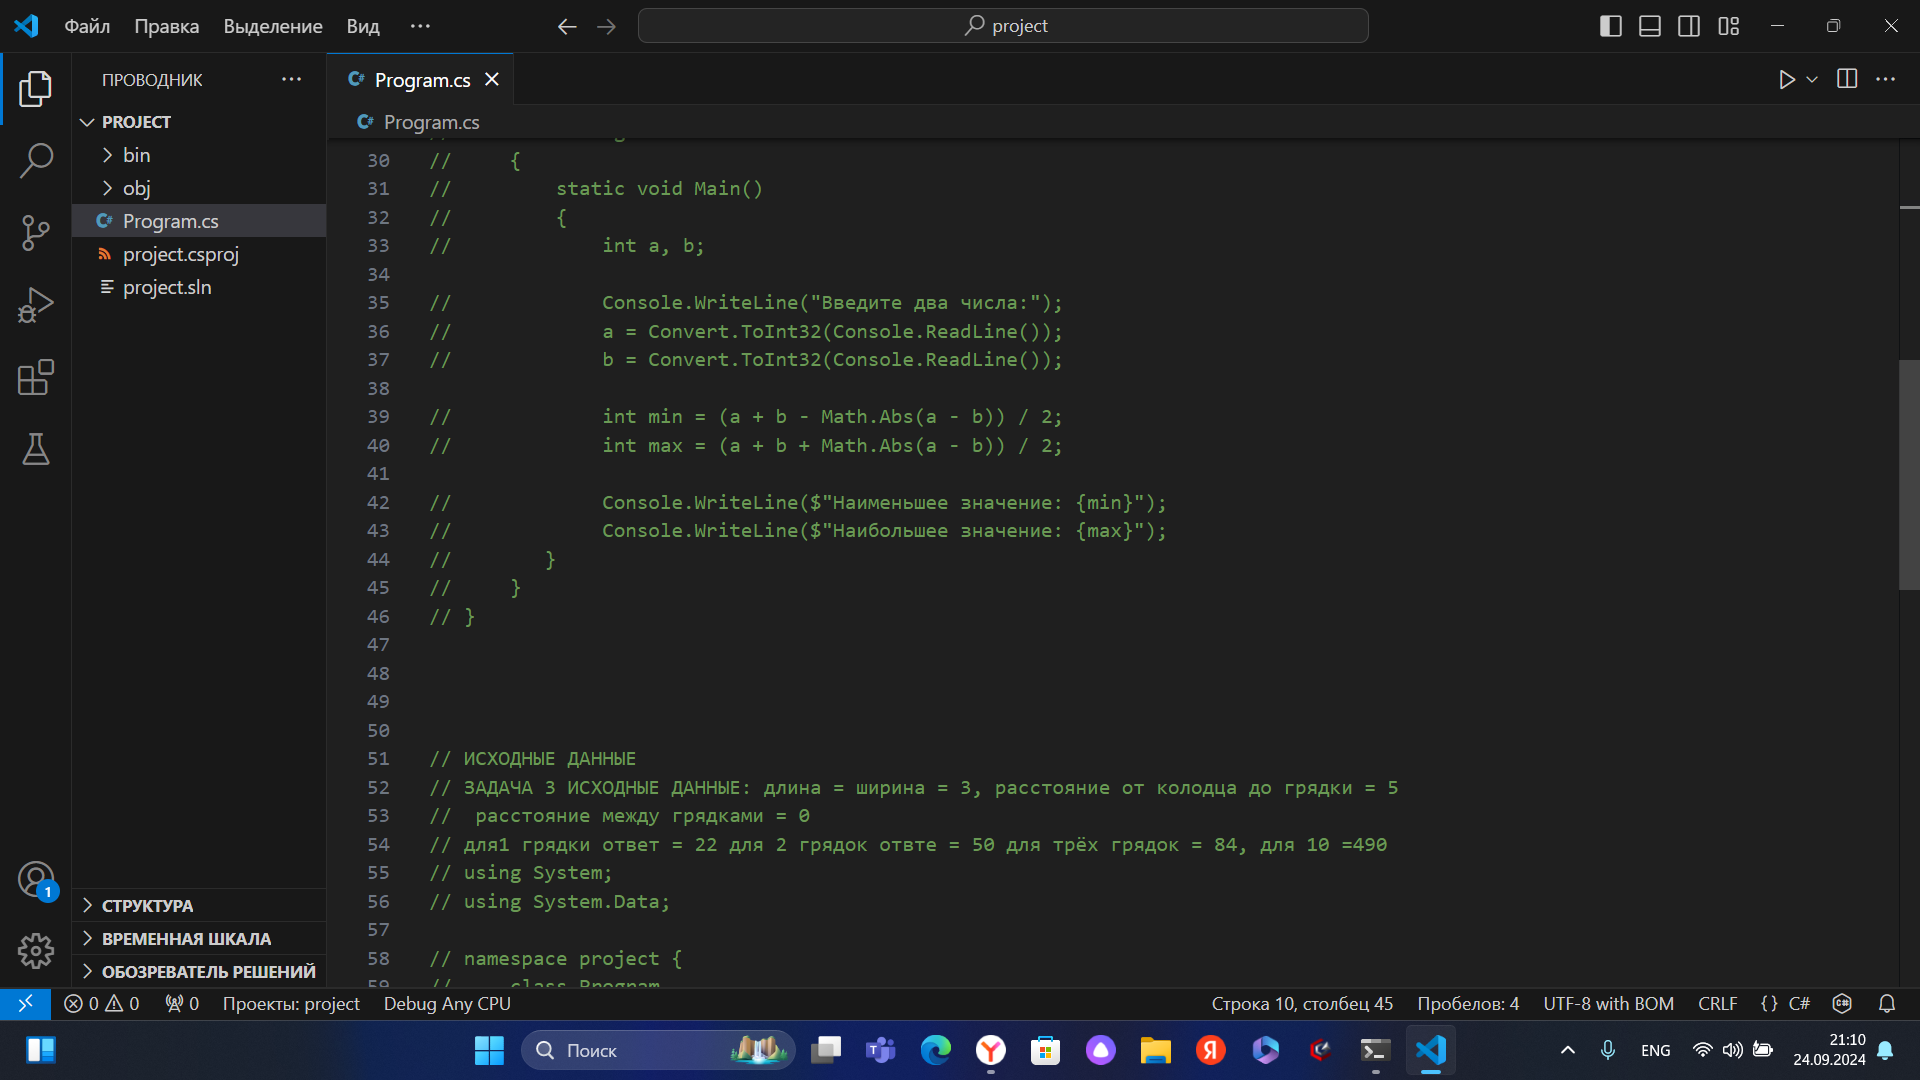 Файл Правка Выделение Вид ··· project
ПРОВОДНИК ···
PROJECT
bin
obj
Program.cs
project.csproj
project.sln
СТРУКТУРА
ВРЕМЕННАЯ ШКАЛА
ОБОЗРЕВАТЕЛЬ РЕШЕНИЙ
1
C# Program.cs
C# Program.cs
30 //     {
31 //         static void Main()
32 //         {
33 //             int a, b;
34
35 //             Console.WriteLine("Введите два числа:");
36 //             a = Convert.ToInt32(Console.ReadLine());
37 //             b = Convert.ToInt32(Console.ReadLine());
38
39 //             int min = (a + b - Math.Abs(a - b)) / 2;
40 //             int max = (a + b + Math.Abs(a - b)) / 2;
41
42 //             Console.WriteLine($"Наименьшее значение: {min}");
43 //             Console.WriteLine($"Наибольшее значение: {max}");
44 //        }
45 //     }
46 // }
47
48
49
50
51 // ИСХОДНЫЕ ДАННЫЕ
52 // ЗАДАЧА 3 ИСХОДНЫЕ ДАННЫЕ: длина = ширина = 3, расстояние от колодца до грядки = 5
53 //  расстояние между грядками = 0
54 // для1 грядки ответ = 22 для 2 грядок отвте = 50 для трёх грядок = 84, для 10 =490
55 // using System;
56 // using System.Data;
57
58 // namespace project {
59 //     class Program
0 0 0 Проекты: project Debug Any CPU Строка 10, столбец 45 Пробелов: 4 UTF-8 with BOM CRLF {} C#
Поиск ENG 21:10
24.09.2024